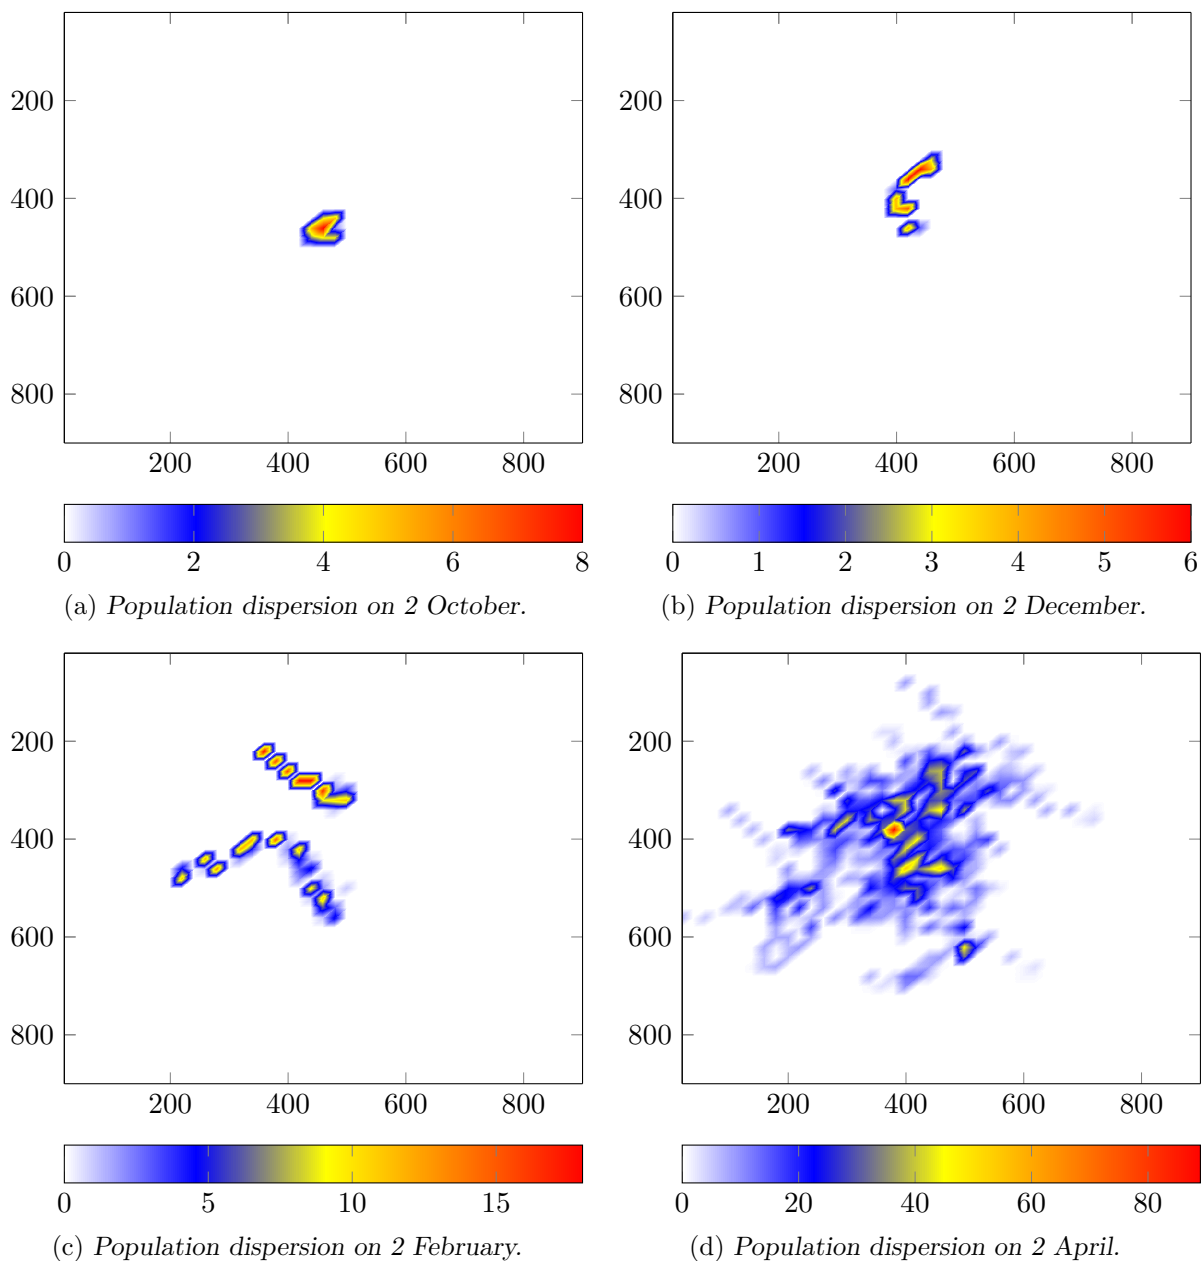 200
400
600
800
200 400 600 800
0 2 4 6 8
(a) Population dispersion on 2 October.
200
400
600
800
200 400 600 800
0 1 2 3 4 5 6
(b) Population dispersion on 2 December.
200
400
600
800
200 400 600 800
0 5 10 15
(c) Population dispersion on 2 February.
200
400
600
800
200 400 600 800
0 20 40 60 80
(d) Population dispersion on 2 April.